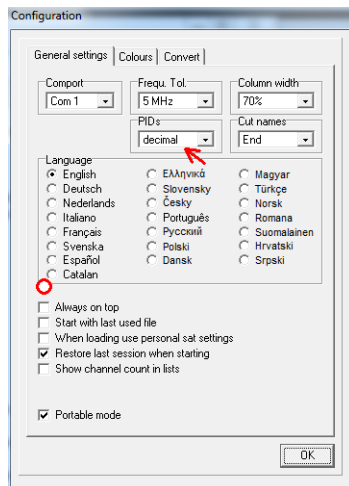 Configuration
General settings Colours Convert
Comport Frequ. Tol. Column width
Com 1 5 MHz 70%
PIDs Cut names
decimal End
Language
English Ελληνικά Magyar
Deutsch Slovensky Türkçe
Nederlands Česky Norsk
Italiano Português Romana
Français Русский Suomalainen
Svenska Polski Hrvatski
Español Dansk Srpski
Catalan
Always on top
Start with last used file
When loading use personal sat settings
Restore last session when starting
Show channel count in lists
Portable mode
OK